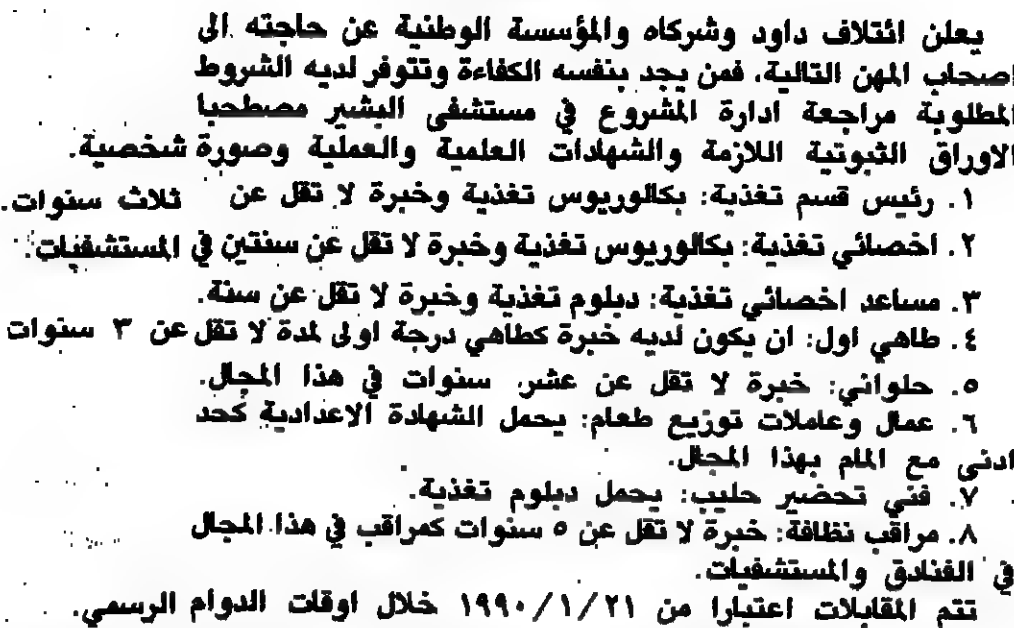 يعلن ائتلاف داود وشركاه والمؤسسة الوطنية عن حاجته الى
اصحاب المهن التالية، فمن يجد بنفسه الكفاءة وتتوفر لديه الشروط
المطلوبة مراجعة ادارة المشروع في مستشفى البشير مصطحبا
الاوراق الثبوتية اللازمة والشهادات العلمية والعملية وصورة شخصية.
١. رئيس قسم تغذية: بكالوريوس تغذية وخبرة لا تقل عن ثلاث سنوات.
٢. اخصائي تغذية: بكالوريوس تغذية وخبرة لا تقل عن سنتين في المستشفيات.
٣. مساعد اخصائي تغذية: دبلوم تغذية وخبرة لا تقل عن سنة.
٤. طاهي اول: ان يكون لديه خبرة كطاهي درجة اولى لمدة لا تقل عن ٣ سنوات
٥. حلواني: خبرة لا تقل عن عشر سنوات في هذا المجال.
٦. عمال وعاملات توزيع طعام: يحمل الشهادة الاعدادية كحد
ادنى مع المام بهذا المجال.
٧. فني تحضير حليب: يحمل دبلوم تغذية.
٨. مراقب نظافة: خبرة لا تقل عن ٥ سنوات كمراقب في هذا المجال
في الفنادق والمستشفيات.
تتم المقابلات اعتبارا من ١٩٩٠/١/٢١ خلال اوقات الدوام الرسمي.